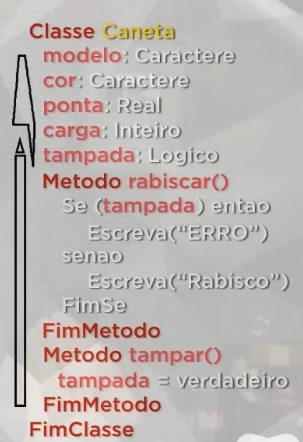 Classe Caneta
modelo: Caractere
cor: Caractere
ponta: Real
carga: Inteiro
tampada: Logico
Metodo rabiscar()
Se (tampada) entao
Escreva("ERRO")
senao
Escreva("Rabisco")
FimSe
FimMetodo
Metodo tampar()
tampada = verdadeiro
FimMetodo
FimClasse